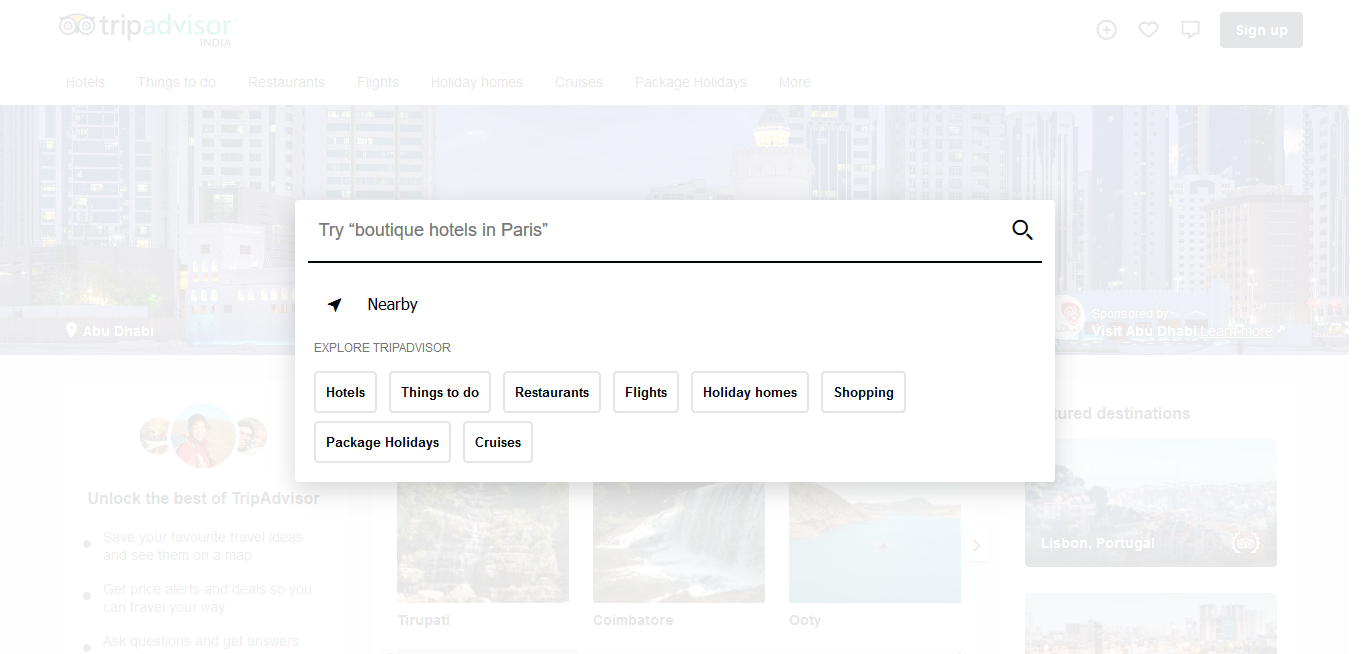 tripadvisor
INDIA
Sign up
Hotels
Things to do
Restaurants
Flights
Holiday homes
Cruises
Package Holidays
More
Try “boutique hotels in Paris”
Nearby
EXPLORE TRIPADVISOR
Hotels
Things to do
Restaurants
Flights
Holiday homes
Shopping
Package Holidays
Cruises
Abu Dhabi
Sponsored by
Visit Abu Dhabi Learn more
Unlock the best of TripAdvisor
Save your favourite travel ideas
and see them on a map
Get price alerts and deals so you
can travel your way
Ask questions and get answers
Tirupati
Coimbatore
Ooty
tured destinations
Lisbon, Portugal